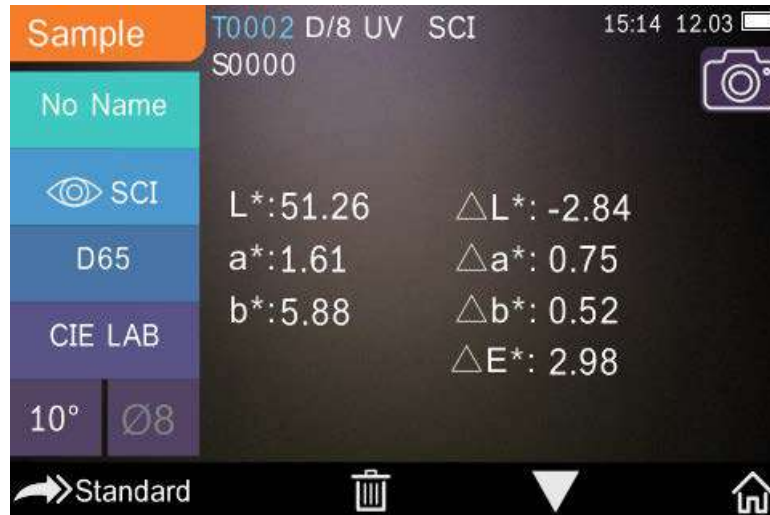 Sample
T0002 D/8 UV SCI
15:14 12.03
S0000
No Name
SCI
D65
CIE LAB
10° Ø8
L*:51.26
a*:1.61
b*:5.88
△L*: -2.84
△a*: 0.75
△b*: 0.52
△E*: 2.98
Standard